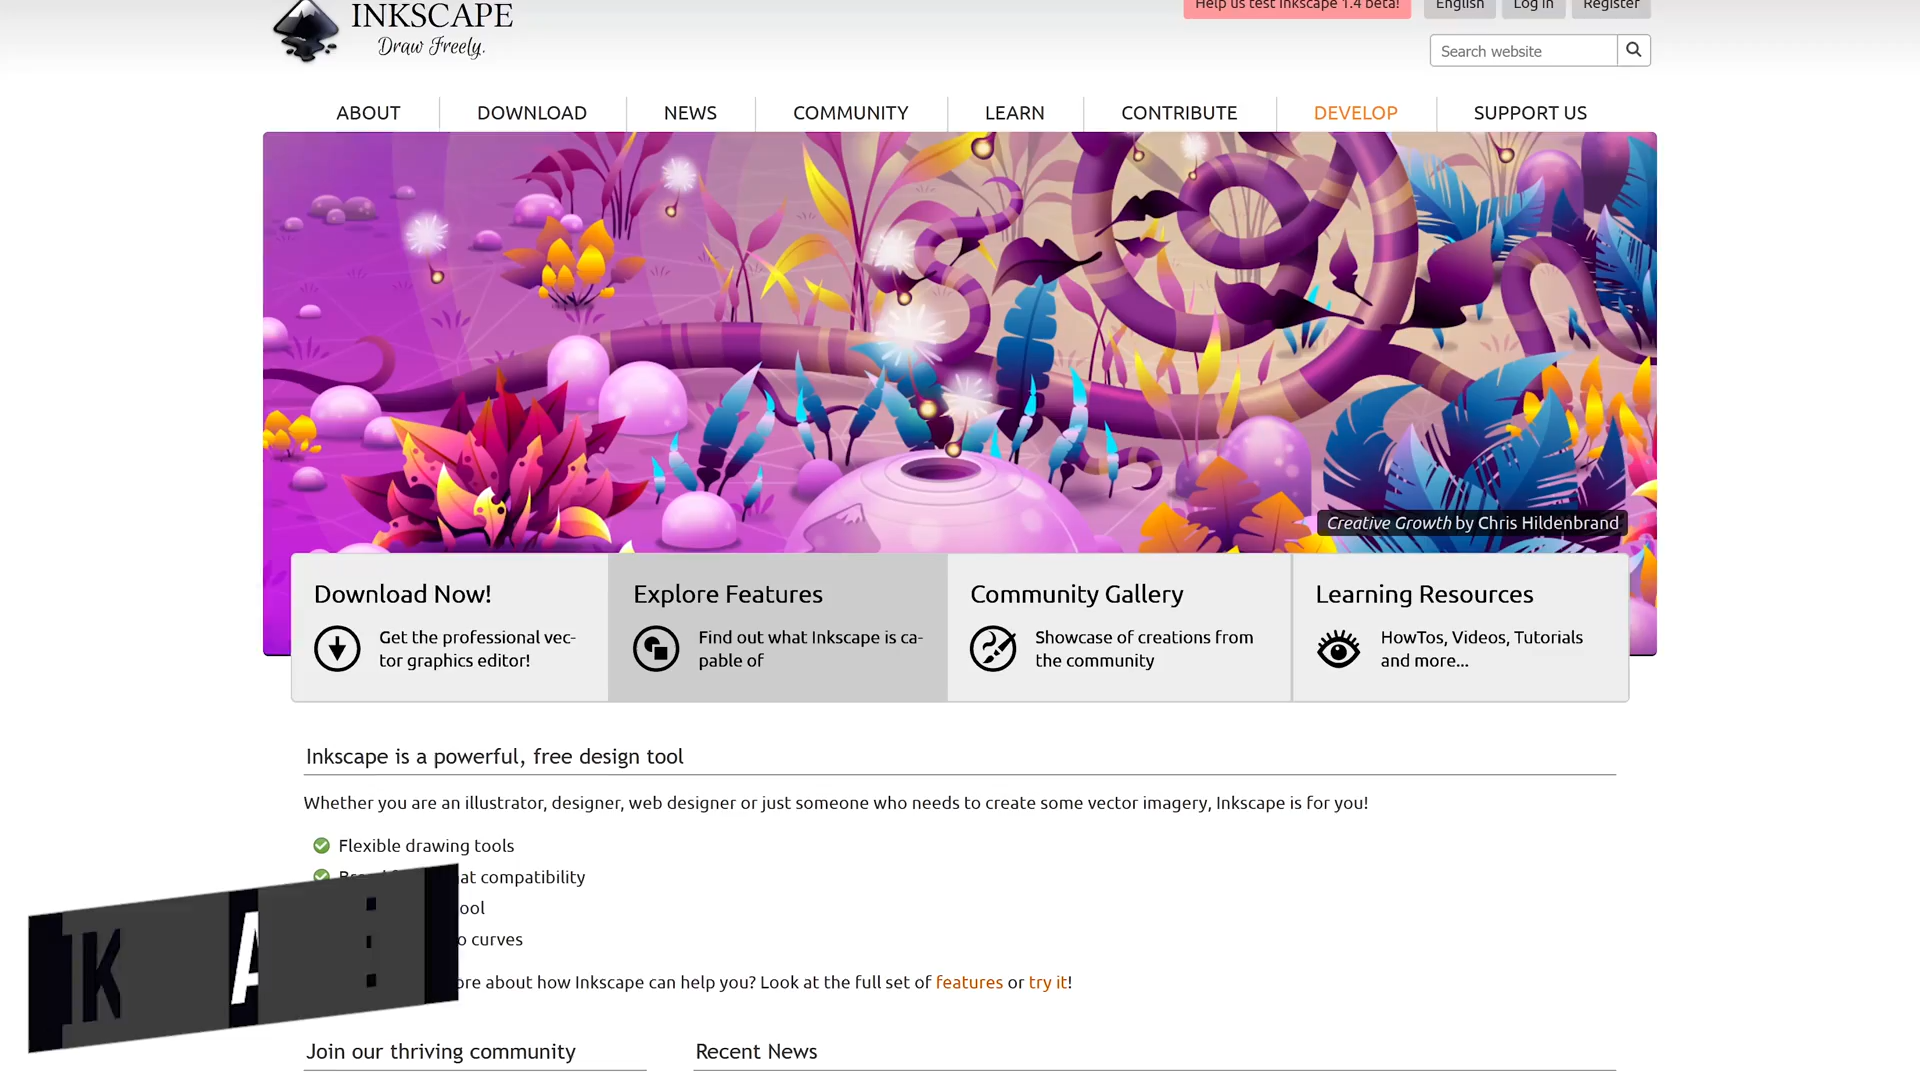 INKSCAPE
Draw Freely.
Help us test Inkscape 1.4 beta!
English
Log in
Register
Search website
ABOUT
DOWNLOAD
NEWS
COMMUNITY
LEARN
CONTRIBUTE
DEVELOP
SUPPORT US
Creative Growth by Chris Hildenbrand
Download Now!
Get the professional vec-
tor graphics editor!
Explore Features
Find out what Inkscape is ca-
pable of
Community Gallery
Showcase of creations from
the community
Learning Resources
HowTos, Videos, Tutorials
and more...
Inkscape is a powerful, free design tool
Whether you are an illustrator, designer, web designer or just someone who needs to create some vector imagery, Inkscape is for you!
Flexible drawing tools
compatibility
curves
about how Inkscape can help you? Look at the full set of features or try it!
Join our thriving community
Recent News